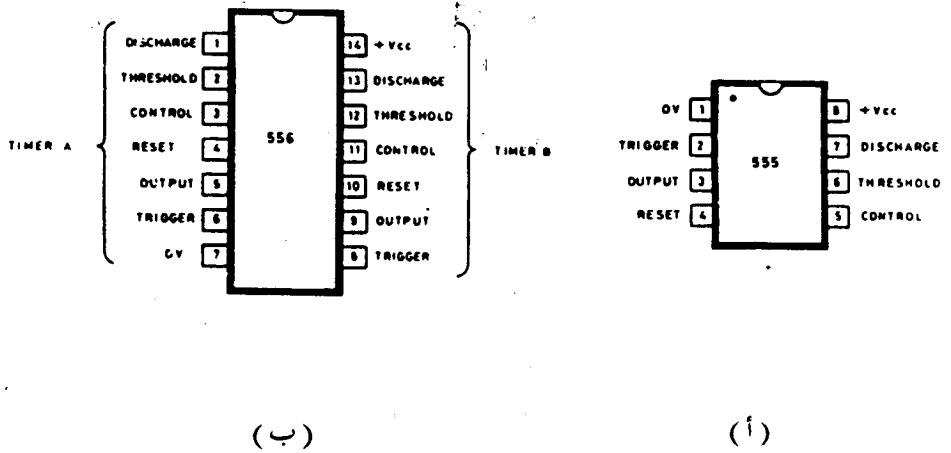 DISCHARGE 1
THRESHOLD 2
CONTROL 3
RESET 4
OUTPUT 5
TRIGGER 6
0V 7
TIMER A
556
14 +Vcc
13 DISCHARGE
12 THRESHOLD
11 CONTROL
10 RESET
9 OUTPUT
8 TRIGGER
TIMER B
0V 1
TRIGGER 2
OUTPUT 3
RESET 4
555
8 +Vcc
7 DISCHARGE
6 THRESHOLD
5 CONTROL
(ب)
(أ)